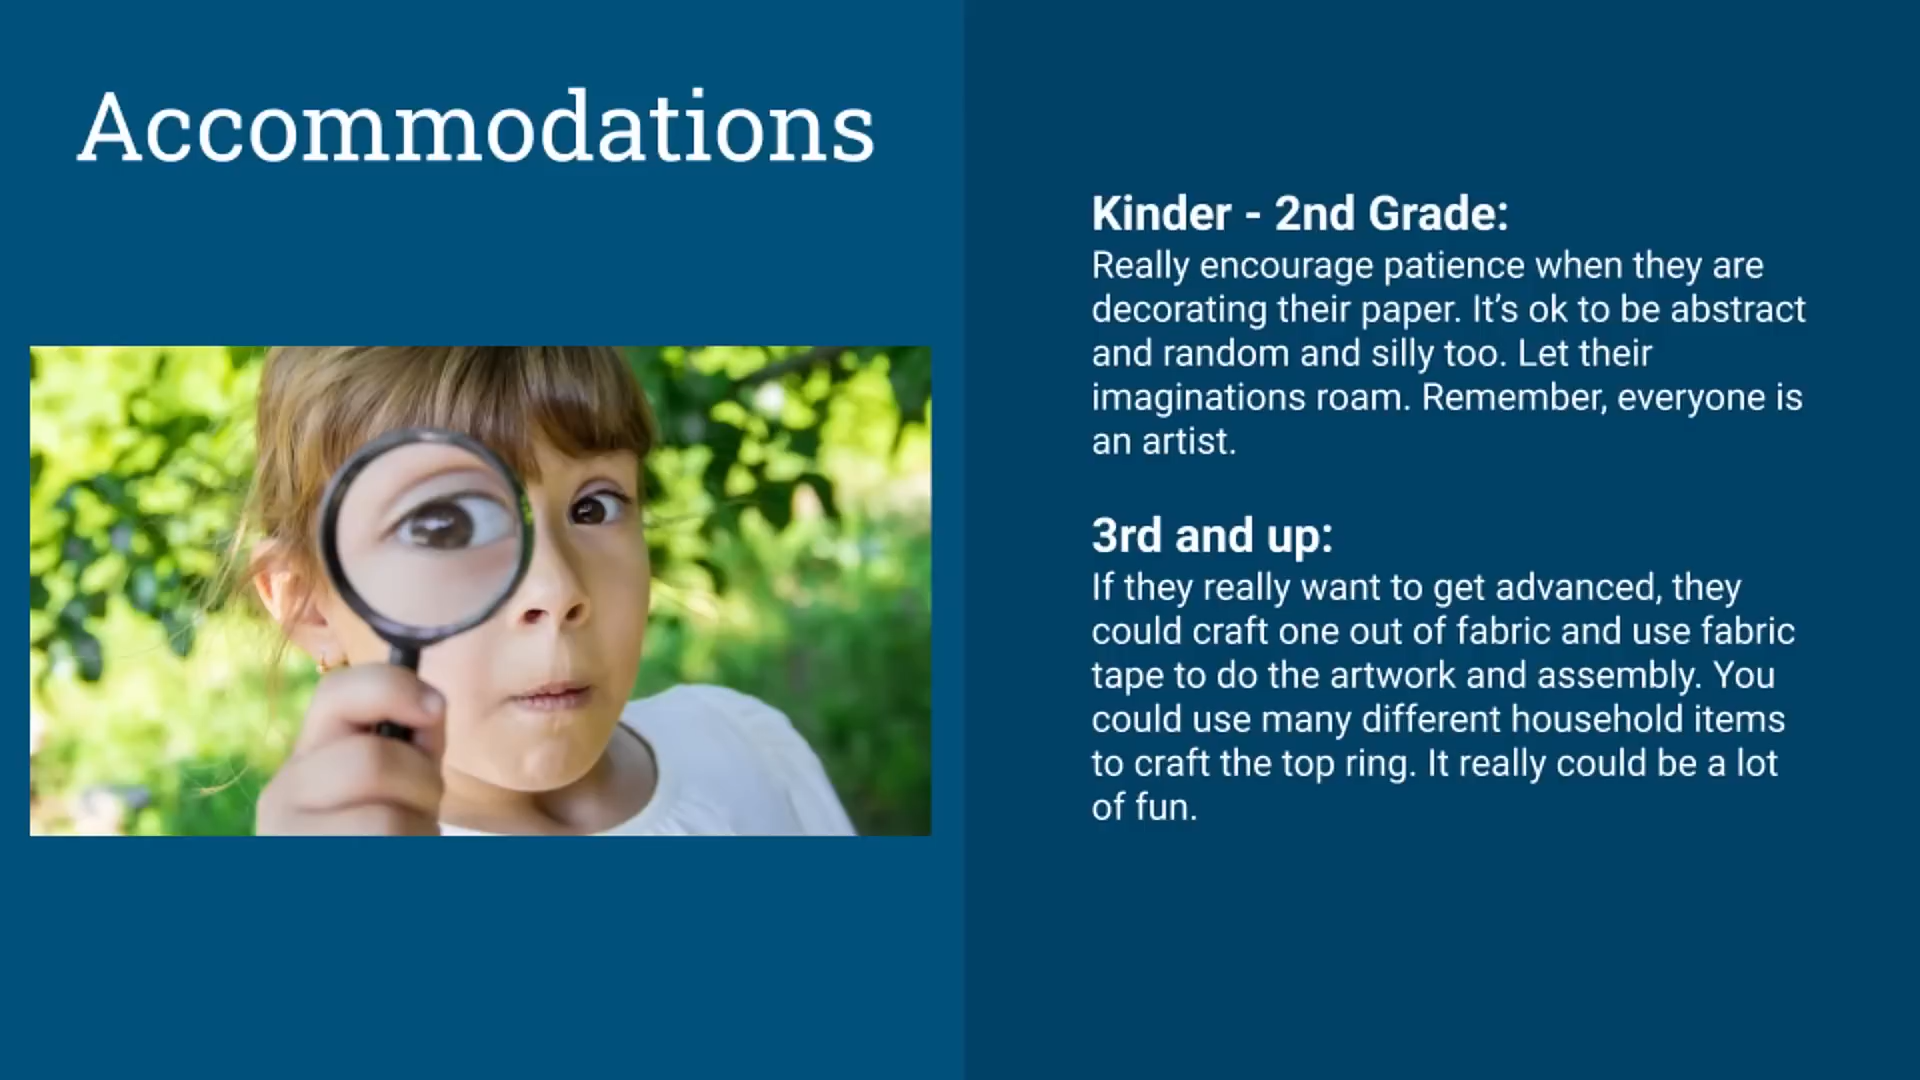 Accommodations
Kinder - 2nd Grade:
Really encourage patience when they are
decorating their paper. It’s ok to be abstract
and random and silly too. Let their
imaginations roam. Remember, everyone is
an artist.
3rd and up:
If they really want to get advanced, they
could craft one out of fabric and use fabric
tape to do the artwork and assembly. You
could use many different household items
to craft the top ring. It really could be a lot
of fun.